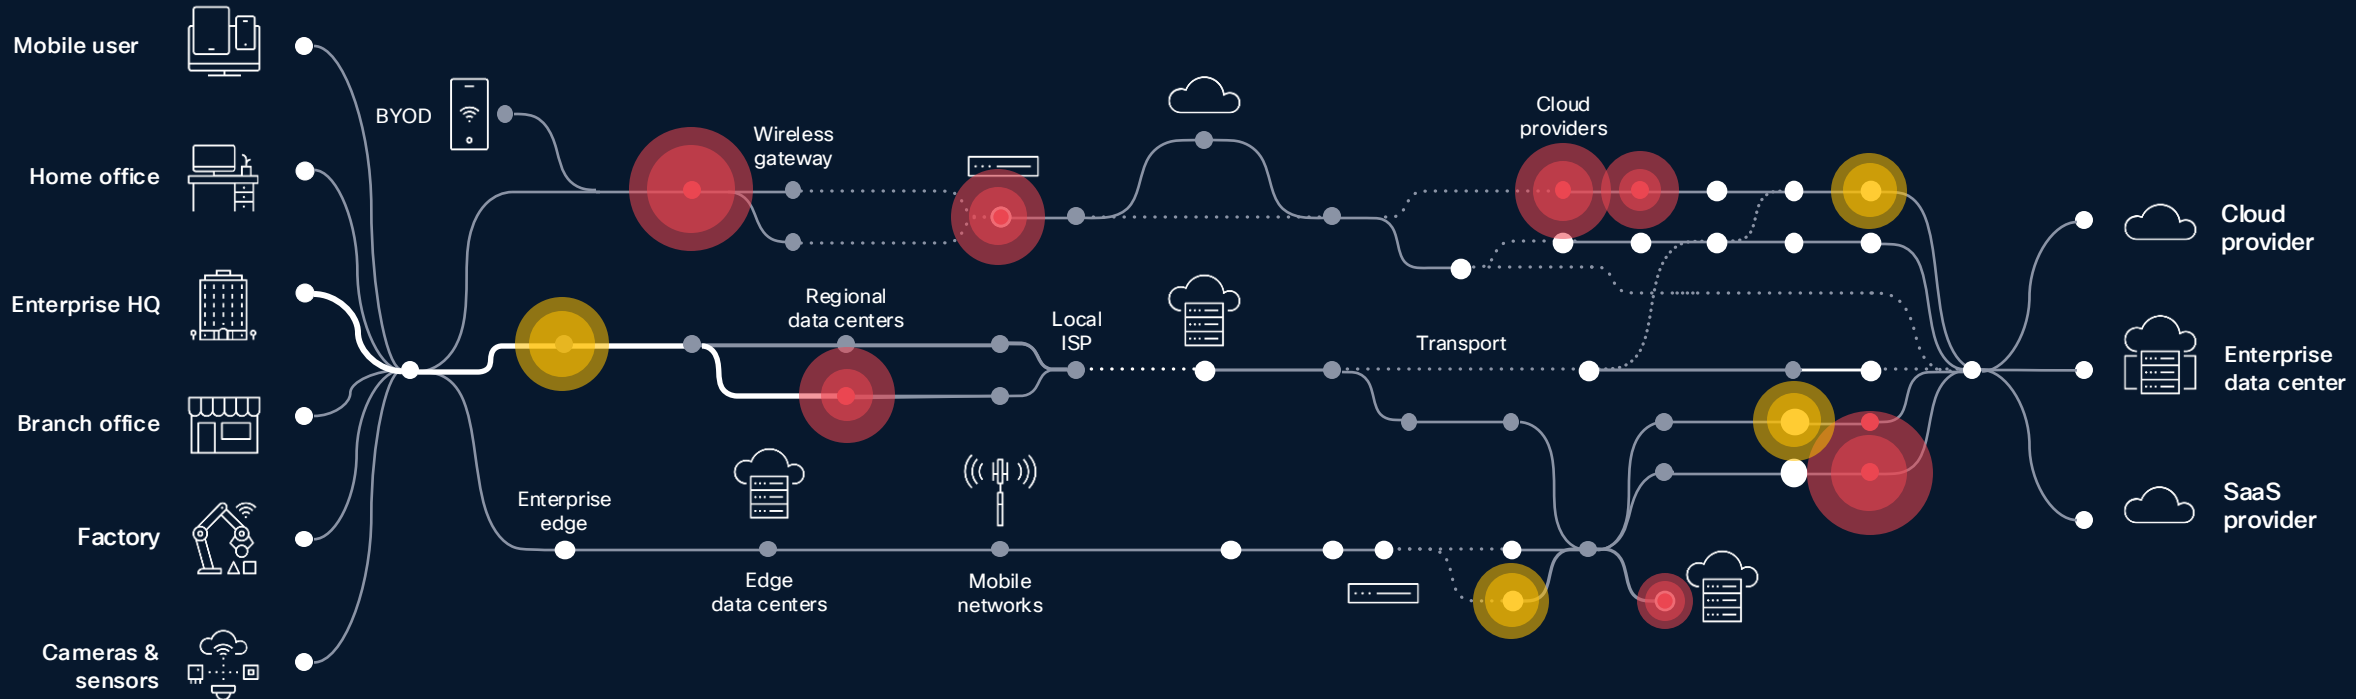 Mobile user
Home office
Enterprise HQ
Branch office
Factory
Cameras &
sensors
BYOD
Wireless
gateway
Regional
data centers
Local
ISP
Enterprise
edge
Edge
data centers
Mobile
networks
Cloud
providers
Transport
Cloud
provider
Enterprise
data center
SaaS
provider